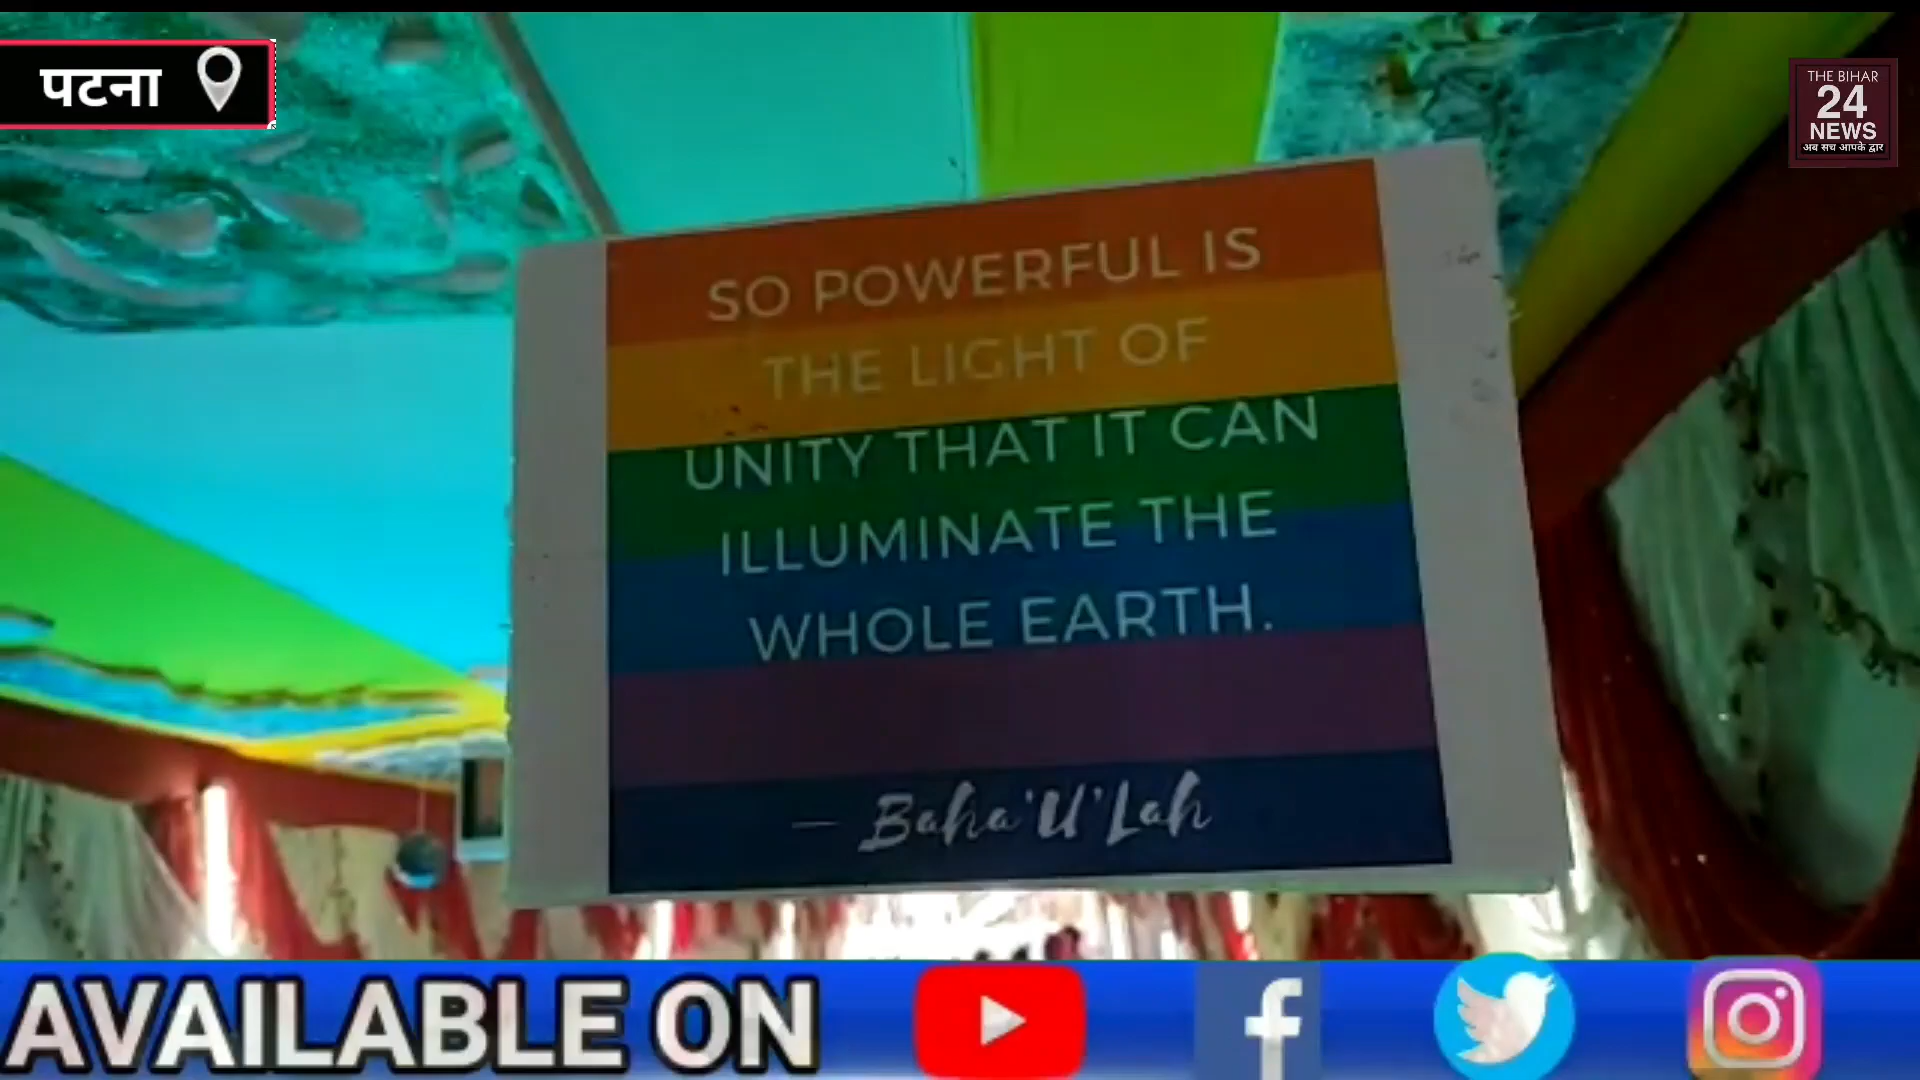 पटना
THE BIHAR
24
NEWS
अब सच आपके द्वार
SO POWERFUL IS
THE LIGHT OF
UNITY THAT IT CAN
ILLUMINATE THE
WHOLE EARTH.
— Baha'U'Lah
AVAILABLE ON